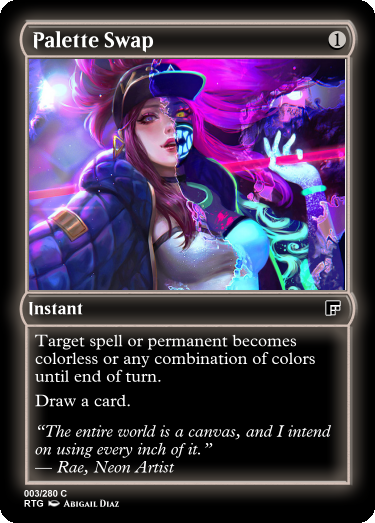 Palette Swap
1
Instant
Target spell or permanent becomes
colorless or any combination of colors
until end of turn.
Draw a card.
“The entire world is a canvas, and I intend
on using every inch of it.”
— Rae, Neon Artist
003/280 C
RTG Abigail Diaz